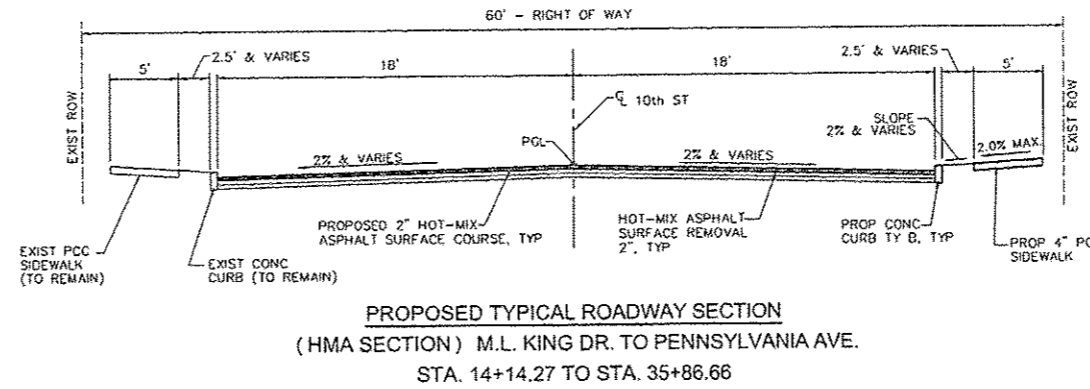 60' - RIGHT OF WAY
2.5' & VARIES
2.5' & VARIES
5'
18'
18'
5'
EXIST ROW
EXIST ROW
℄ 10th ST
SLOPE
2% & VARIES
PGL
2% & VARIES
2% & VARIES
2.0% MAX.
PROPOSED 2" HOT-MIX
ASPHALT SURFACE COURSE, TYP
HOT-MIX ASPHALT
SURFACE REMOVAL
2", TYP
PROP CONC
CURB TY B, TYP
EXIST PCC
SIDEWALK
(TO REMAIN)
EXIST CONC
CURB (TO REMAIN)
PROP 4" PC
SIDEWALK
PROPOSED TYPICAL ROADWAY SECTION
( HMA SECTION ) M.L. KING DR. TO PENNSYLVANIA AVE.
STA. 14+14.27 TO STA. 35+86.66